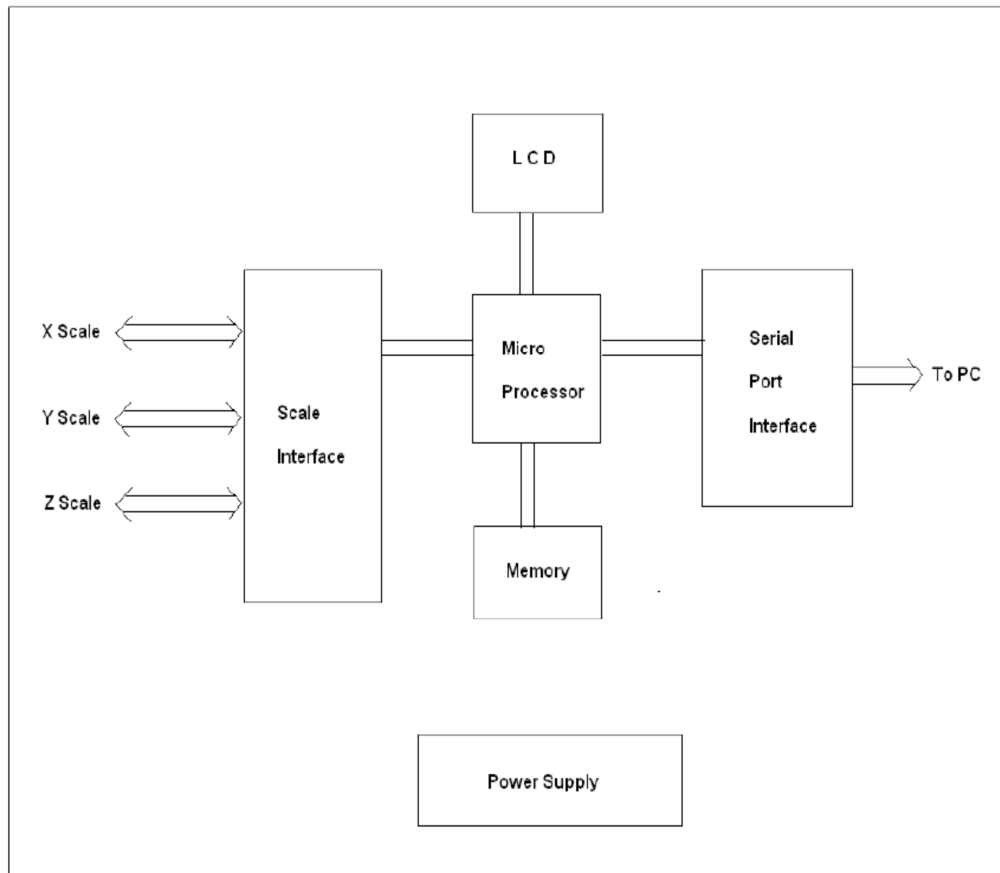 L C D
X Scale
Y Scale
Z Scale
Scale
Interface
Micro
Processor
Serial
Port
Interface
To PC
Memory
Power Supply